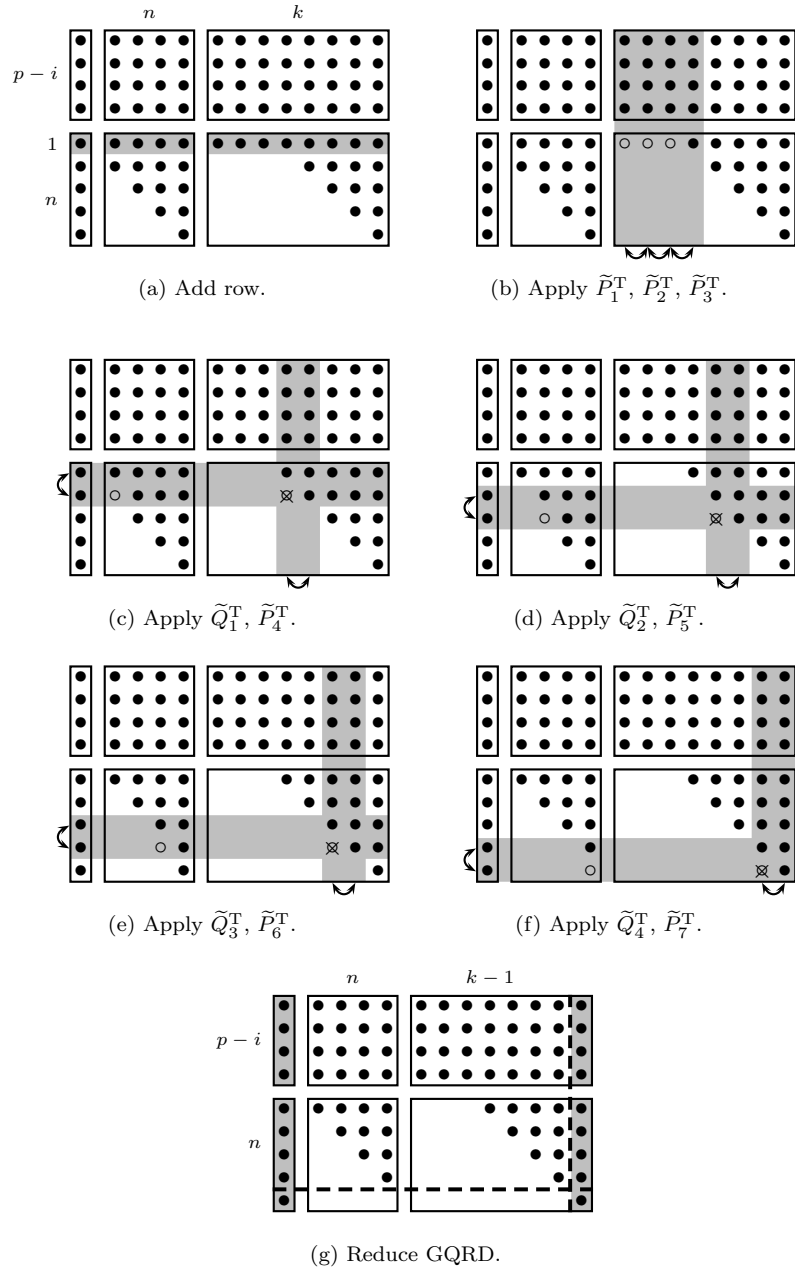 n k
p − i
1
n
(a) Add row.
(b) Apply P̃₁ᵀ, P̃₂ᵀ, P̃₃ᵀ.
(c) Apply Q̃₁ᵀ, P̃₄ᵀ.
(d) Apply Q̃₂ᵀ, P̃₅ᵀ.
(e) Apply Q̃₃ᵀ, P̃₆ᵀ.
(f) Apply Q̃₄ᵀ, P̃₇ᵀ.
n k − 1
p − i
n
(g) Reduce GQRD.